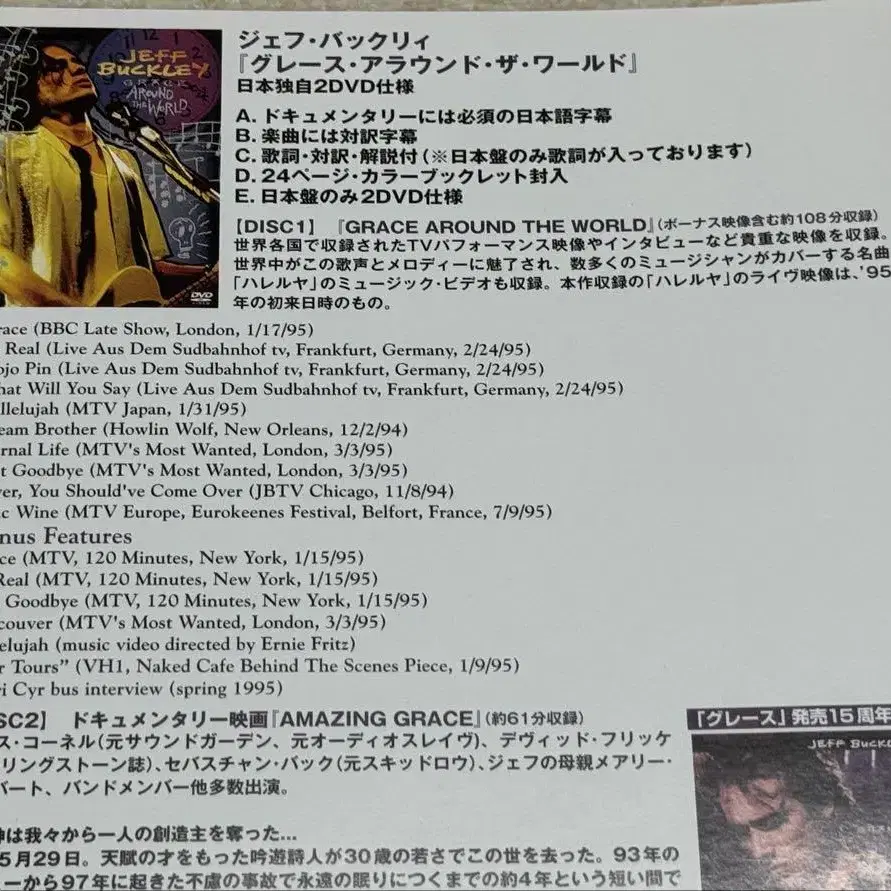 ジェフ・バックリィ
『グレース・アラウンド・ザ・ワールド』
日本独自2DVD仕様
JEFF
BUCKLEY
GRACE
AROUND
THE WORLD
DVD
A. ドキュメンタリーには必須の日本語字幕
B. 楽曲には対訳字幕
C. 歌詞・対訳・解説付(※日本盤のみ歌詞が入っております)
D. 24ページ・カラーブックレット封入
E. 日本盤のみ2DVD仕様
【DISC1】 『GRACE AROUND THE WORLD』(ボーナス映像含む約108分収録)
世界各国で収録されたTVパフォーマンス映像やインタビューなど貴重な映像を収録。
世界中がこの歌声とメロディーに魅了され、数多くのミュージシャンがカバーする名曲
「ハレルヤ」のミュージック・ビデオも収録。本作収録の「ハレルヤ」のライヴ映像は、'95
年の初来日時のもの。
race (BBC Late Show, London, 1/17/95)
Real (Live Aus Dem Sudbahnhof tv, Frankfurt, Germany, 2/24/95)
ojo Pin (Live Aus Dem Sudbahnhof tv, Frankfurt, Germany, 2/24/95)
hat Will You Say (Live Aus Dem Sudbahnhof tv, Frankfurt, Germany, 2/24/95)
llelujah (MTV Japan, 1/31/95)
eam Brother (Howlin Wolf, New Orleans, 12/2/94)
rnal Life (MTV's Most Wanted, London, 3/3/95)
t Goodbye (MTV's Most Wanted, London, 3/3/95)
ver, You Should've Come Over (JBTV Chicago, 11/8/94)
c Wine (MTV Europe, Eurokeenes Festival, Belfort, France, 7/9/95)
nus Features
ce (MTV, 120 Minutes, New York, 1/15/95)
Real (MTV, 120 Minutes, New York, 1/15/95)
Goodbye (MTV, 120 Minutes, New York, 1/15/95)
couver (MTV's Most Wanted, London, 3/3/95)
lelujah (music video directed by Ernie Fritz)
r Tours” (VH1, Naked Cafe Behind The Scenes Piece, 1/9/95)
ri Cyr bus interview (spring 1995)
SC2】 ドキュメンタリー映画『AMAZING GRACE』(約61分収録)
ス・コーネル(元サウンドガーデン、元オーディオスレイヴ)、デヴィッド・フリッケ
リングストーン誌)、セバスチャン・バック(元スキッドロウ)、ジェフの母親メアリー・
バート、バンドメンバー他多数出演。
「グレース」発売15周年
JEFF BUCKL
神は我々から一人の創造主を奪った...
5月29日。天賦の才をもった吟遊詩人が30歳の若さでこの世を去った。93年の
ーから97年に起きた不慮の事故で永遠の眠りにつくまでの約4年という短い間で